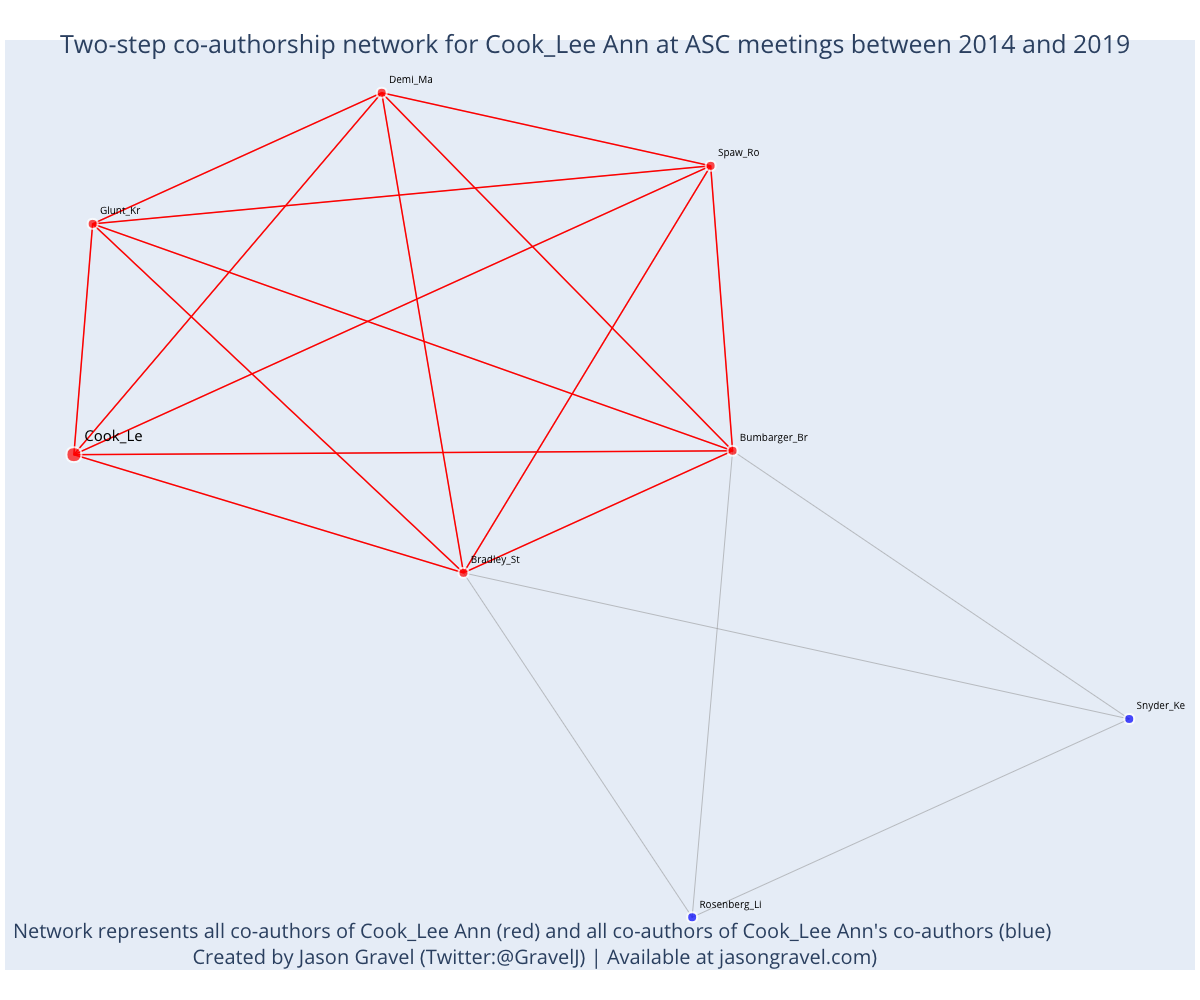 Two-step co-authorship network for Cook_Lee Ann at ASC meetings between 2014 and 2019
Demi_Ma
Spaw_Ro
Glunt_Kr
Cook_Le
Bumbarger_Br
Bradley_St
Snyder_Ke
Rosenberg_Li
Network represents all co-authors of Cook_Lee Ann (red) and all co-authors of Cook_Lee Ann's co-authors (blue)
Created by Jason Gravel (Twitter:@GravelJ) | Available at jasongravel.com)